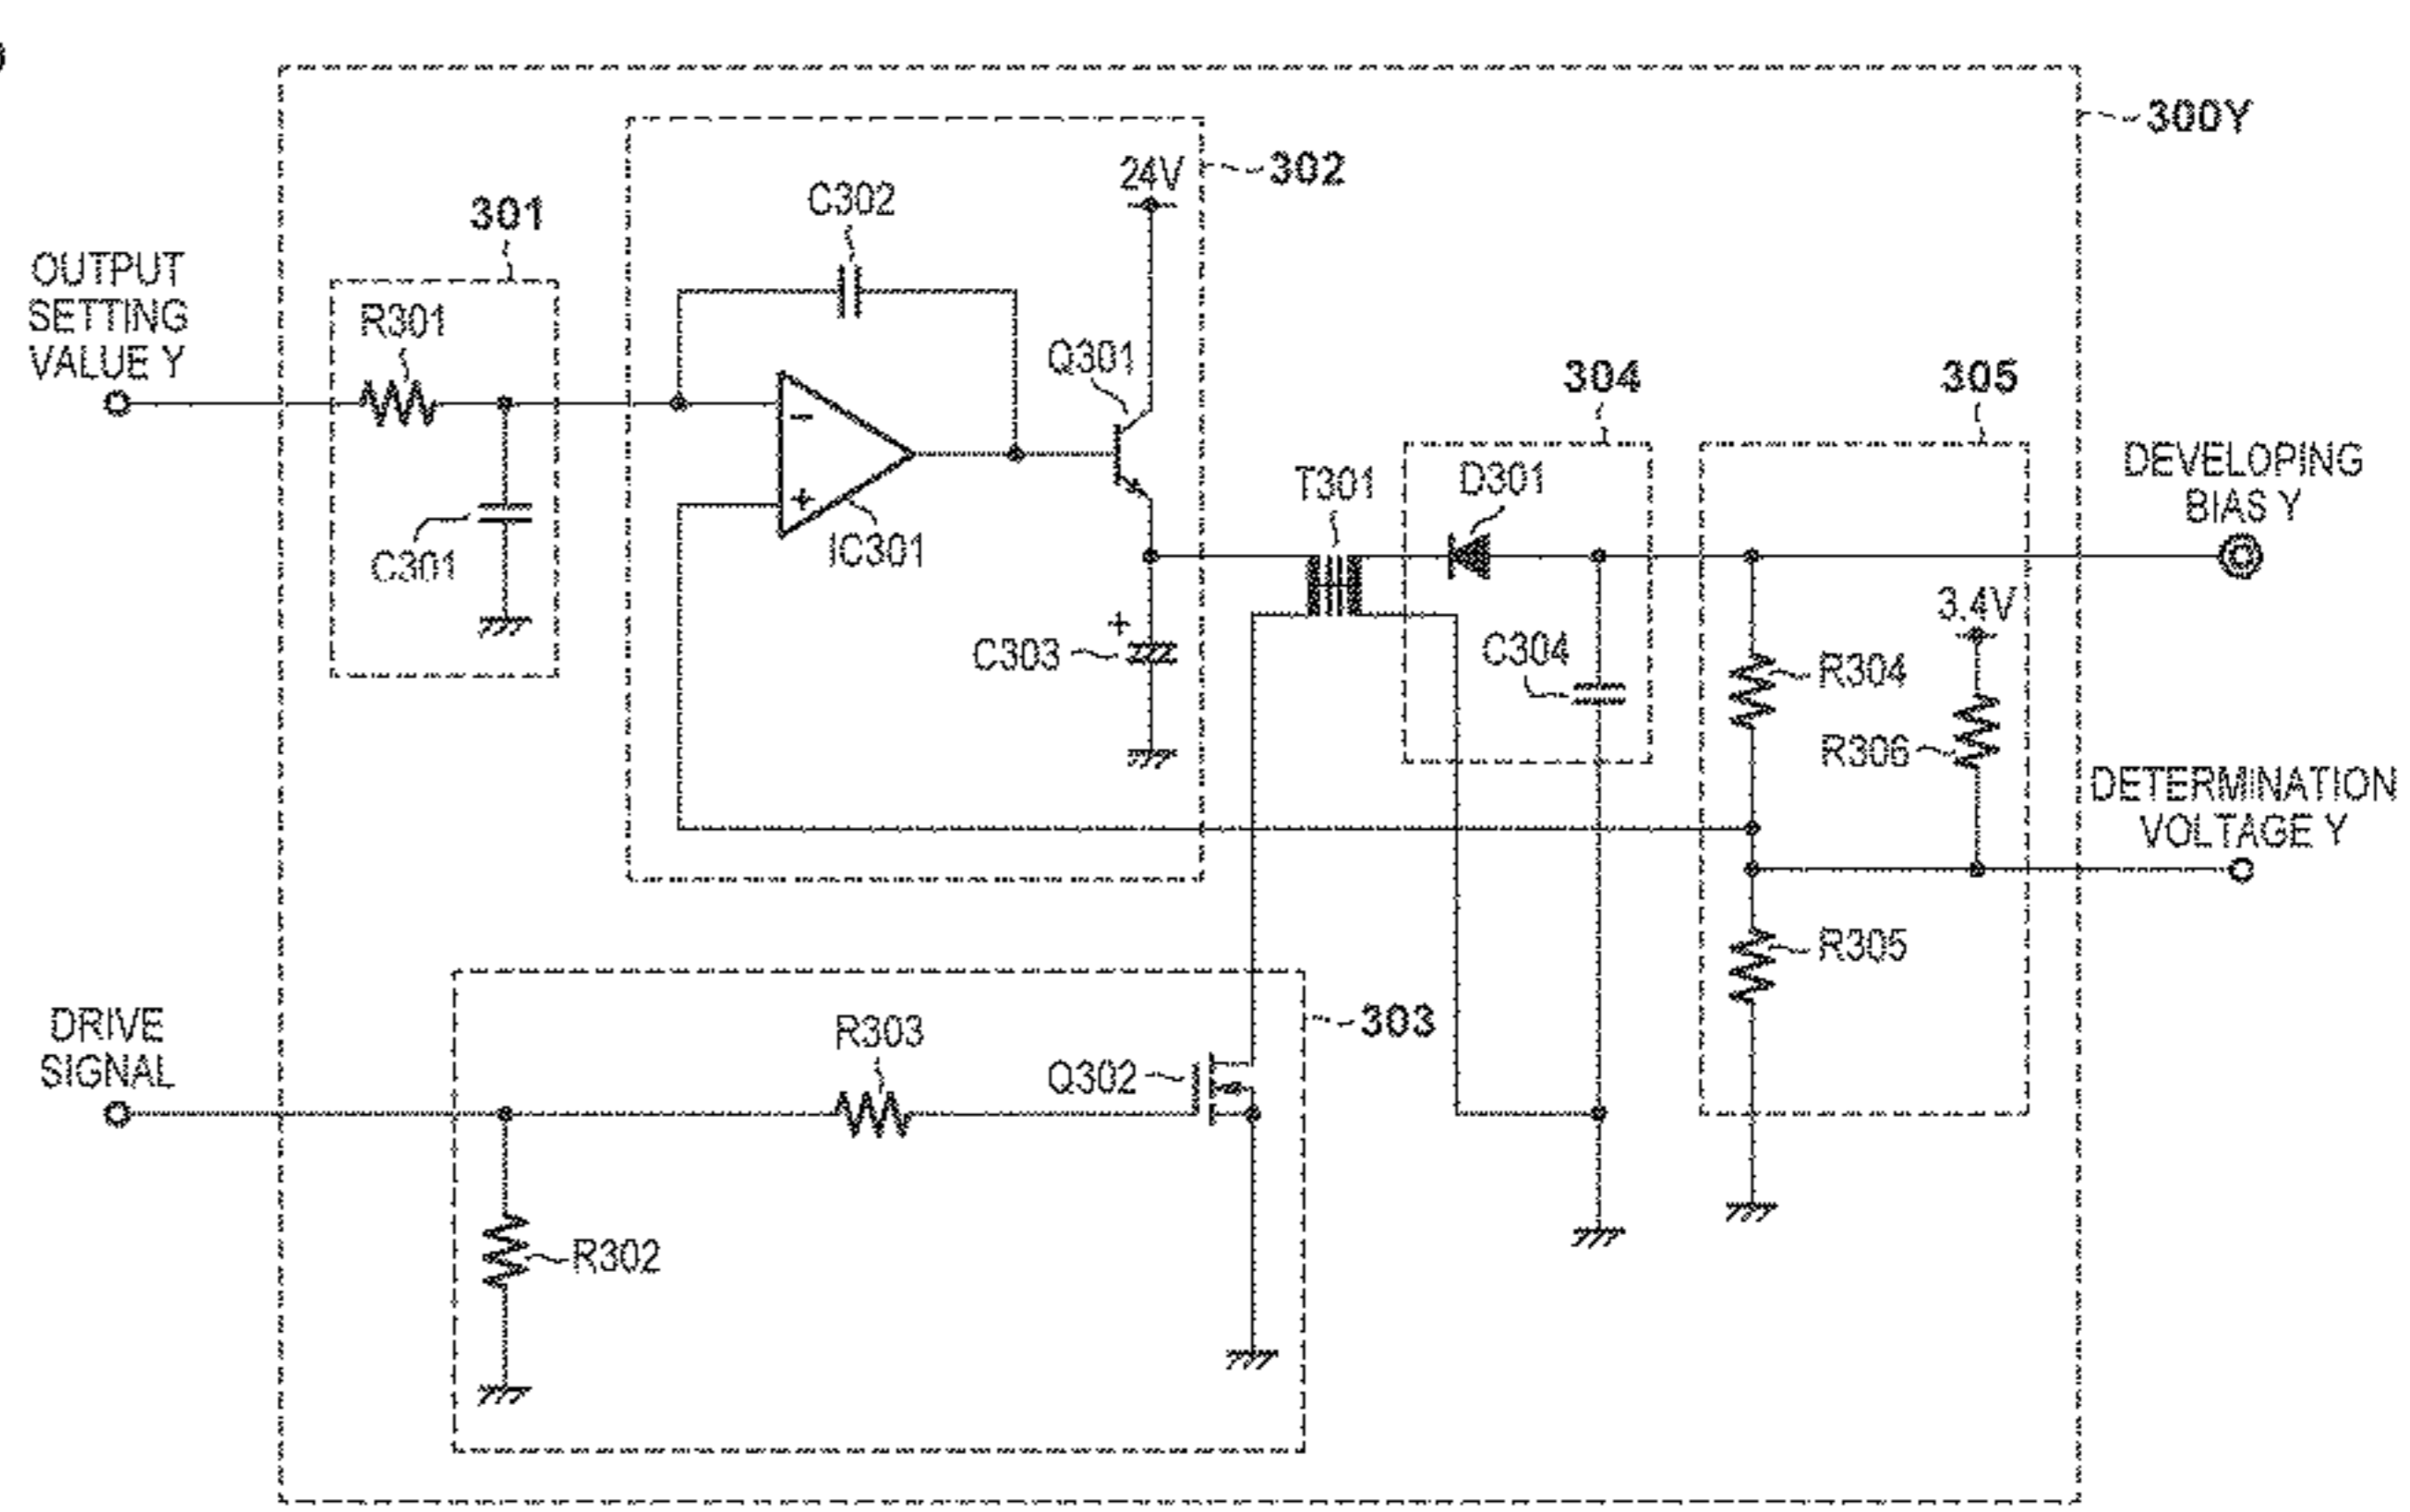 300Y
302
24V
C302
301
OUTPUT
SETTING
VALUE Y
R301
Q301
304
305
DEVELOPING
BIAS Y
T301
D301
IC301
C301
3.4V
C303
C304
R304
R306
DETERMINATION
VOLTAGE Y
R305
DRIVE
SIGNAL
R303
303
Q302
R302
-
+
+